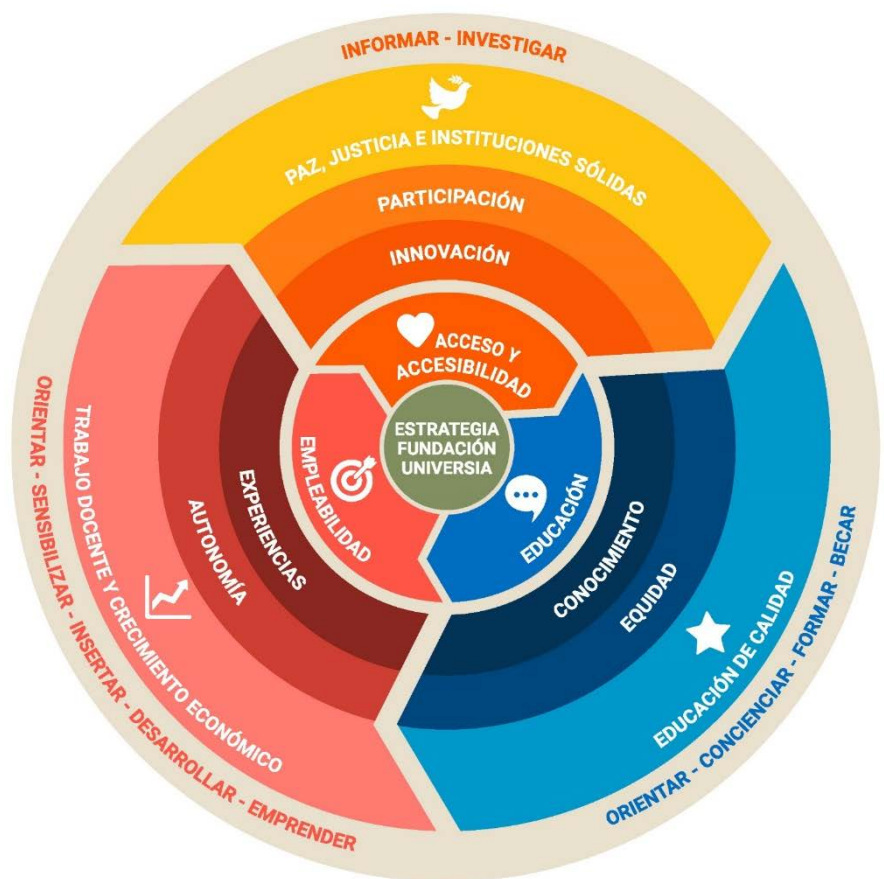 INFORMAR - INVESTIGAR
PAZ, JUSTICIA E INSTITUCIONES SÓLIDAS
PARTICIPACIÓN
INNOVACIÓN
ACCESO Y
ACCESIBILIDAD
ESTRATEGIA
FUNDACIÓN
UNIVERSIA
EDUCACIÓN
CONOCIMIENTO
EQUIDAD
EDUCACIÓN DE CALIDAD
ORIENTAR - CONCIENCIAR - FORMAR - BECAR
EMPLEABILIDAD
EXPERIENCIAS
AUTONOMÍA
TRABAJO DOCENTE Y CRECIMIENTO ECONÓMICO
ORIENTAR - SENSIBILIZAR - INSERTAR - DESARROLLAR - EMPRENDER